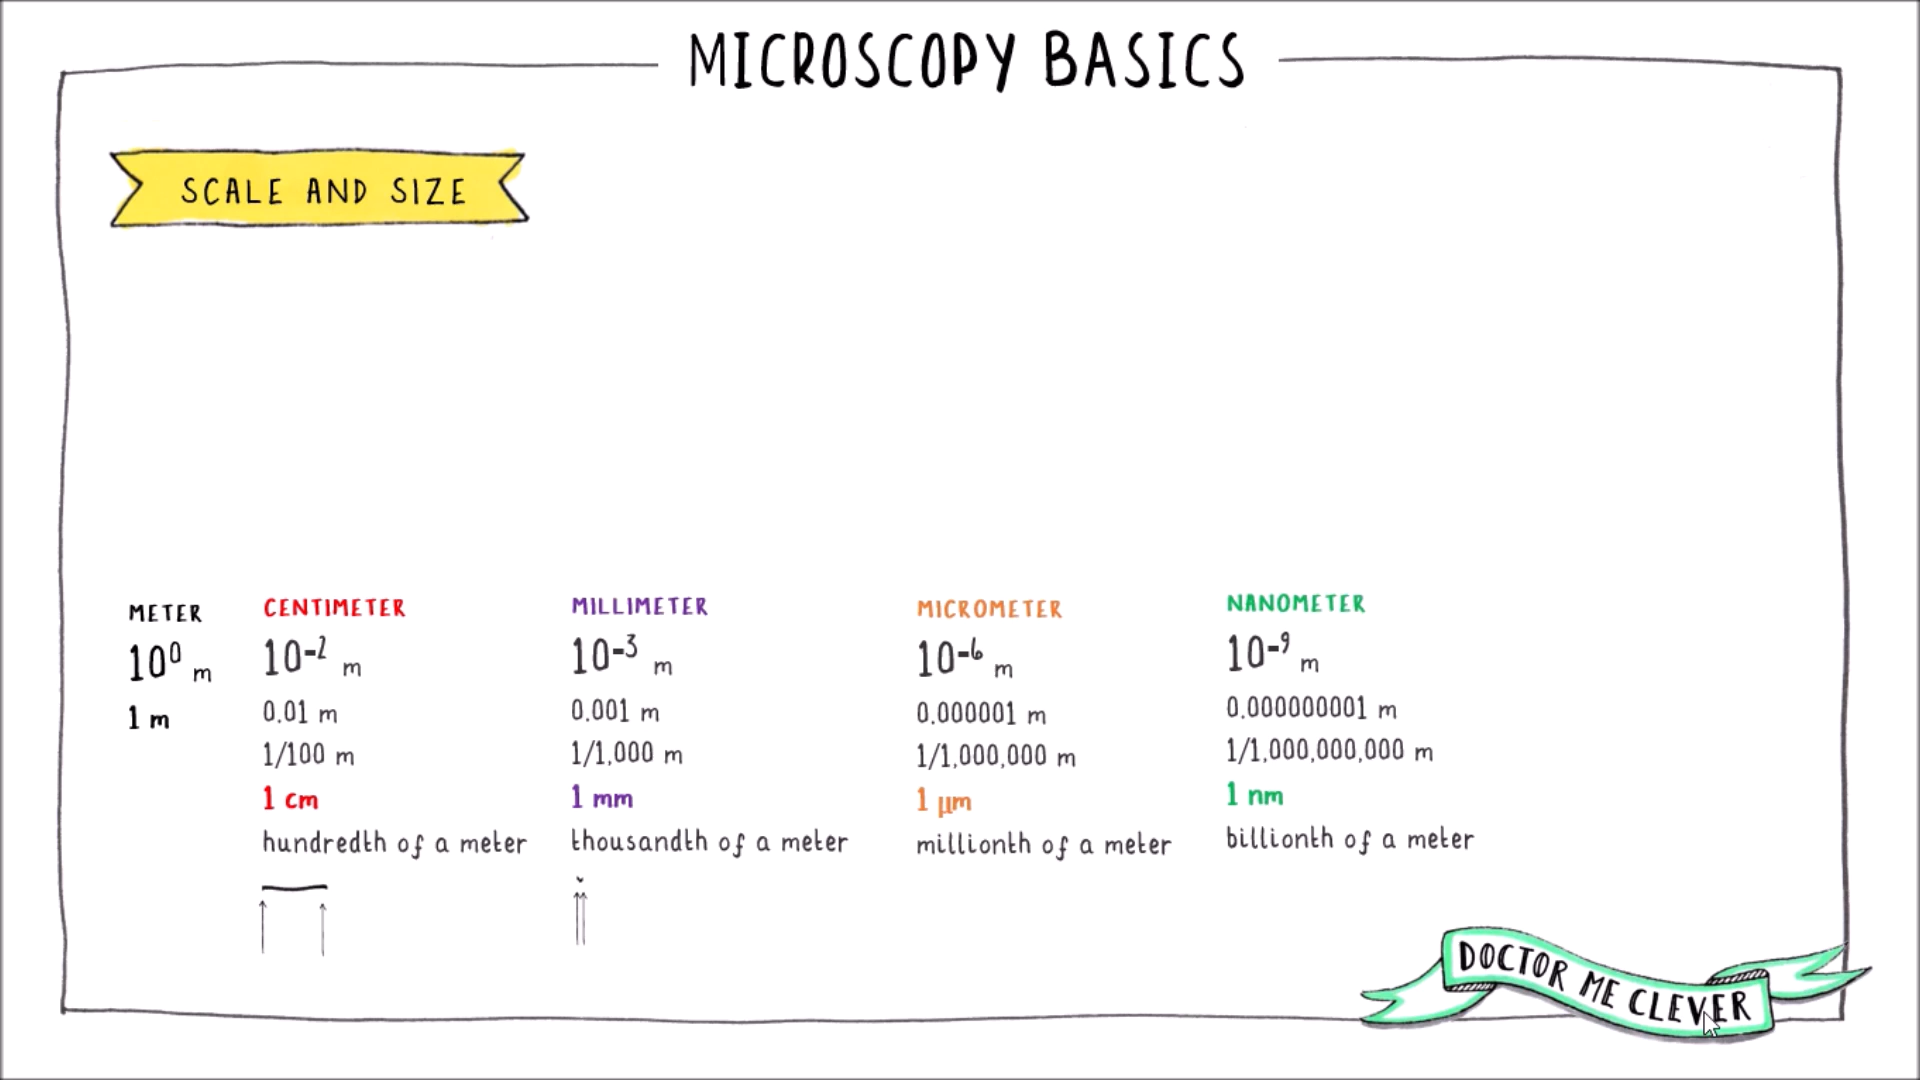 MICROSCOPY BASICS
SCALE AND SIZE
METER
10⁰ m
1 m
CENTIMETER
10⁻² m
0.01 m
1/100 m
1 cm
hundredth of a meter
MILLIMETER
10⁻³ m
0.001 m
1/1,000 m
1 mm
thousandth of a meter
MICROMETER
10⁻⁶ m
0.000001 m
1/1,000,000 m
1 µm
millionth of a meter
NANOMETER
10⁻⁹ m
0.000000001 m
1/1,000,000,000 m
1 nm
billionth of a meter
DOCTOR ME CLEVER